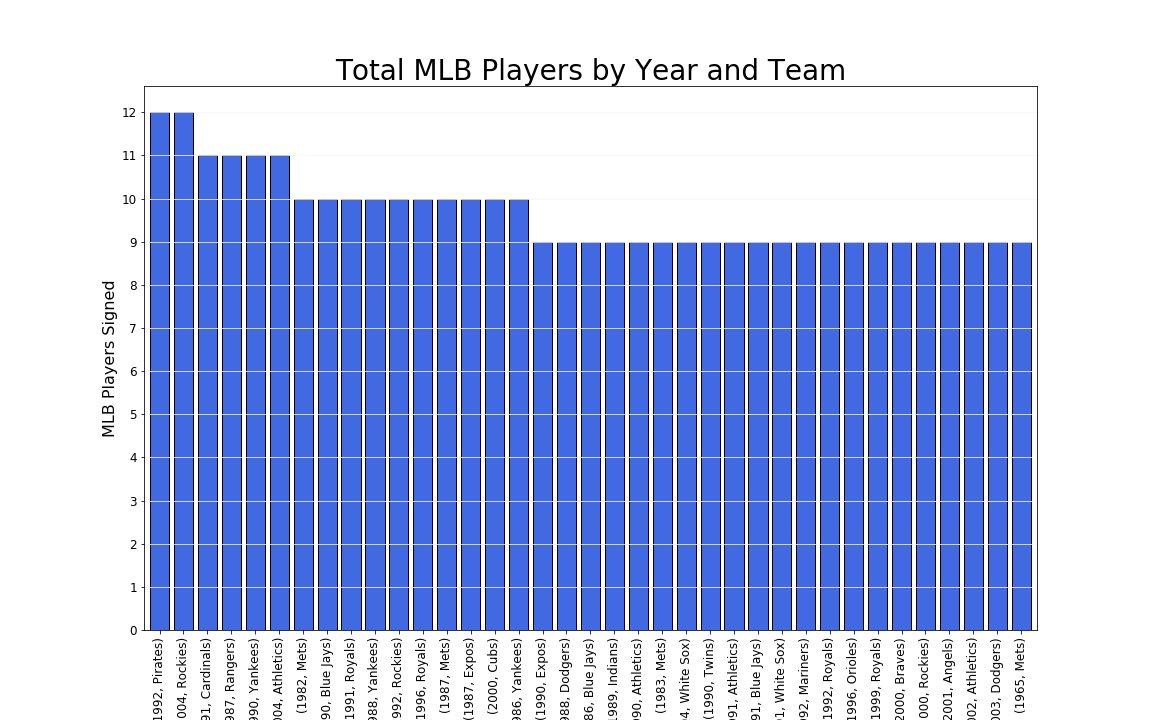 Total MLB Players by Year and Team
MLB Players Signed
12
11
10
9
8
7
6
5
4
3
2
1
0
1992, Pirates)
004, Rockies)
91, Cardinals)
987, Rangers)
990, Yankees)
004, Athletics)
(1982, Mets)
90, Blue Jays)
1991, Royals)
988, Yankees)
992, Rockies)
1996, Royals)
(1987, Mets)
(1987, Expos)
(2000, Cubs)
986, Yankees)
(1990, Expos)
988, Dodgers)
86, Blue Jays)
1989, Indians)
990, Athletics)
(1983, Mets)
4, White Sox)
(1990, Twins)
991, Athletics)
91, Blue Jays)
1, White Sox)
992, Mariners)
1992, Royals)
1996, Orioles)
1999, Royals)
2000, Braves)
000, Rockies)
2001, Angels)
002, Athletics)
003, Dodgers)
(1965, Mets)